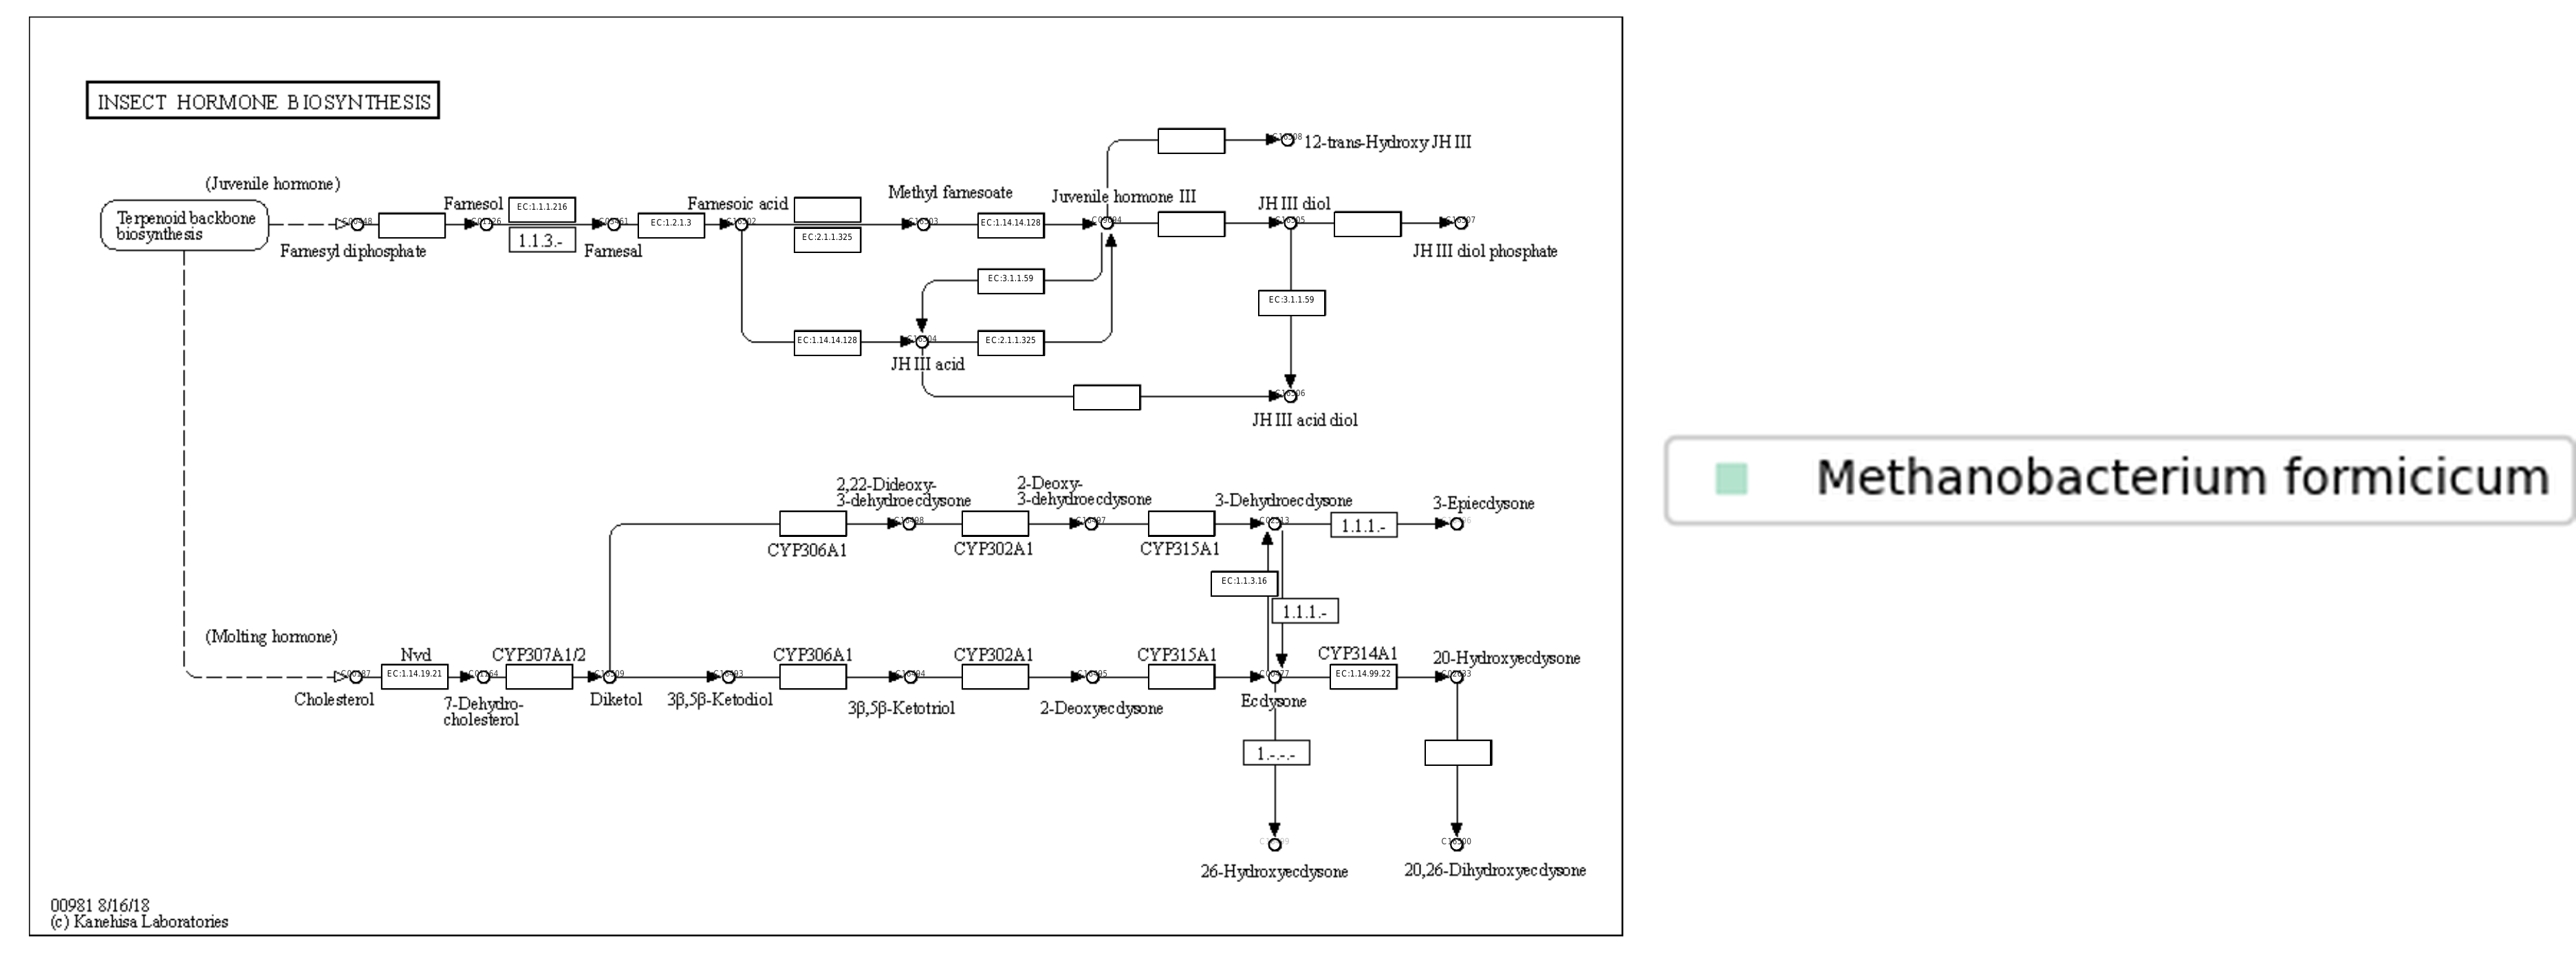 INSECT HORMONE BIOSYNTHESIS
12-trans-Hydroxy JH III
(Juvenile hormone)
Methyl farnesoate
Juvenile hormone III
Farnesol
EC:1.1.1.216
Farnesoic acid
JH III diol
Terpenoid backbone
biosynthesis
EC:1.2.1.3
EC:1.14.14.128
1.1.3.-
EC:2.1.1.325
Farnesyl diphosphate
Farnesal
JH III diol phosphate
EC:3.1.1.59
EC:3.1.1.59
EC:1.14.14.128
EC:2.1.1.325
JH III acid
JH III acid diol
Methanobacterium formicicum
2,22-Dideoxy-
3-dehydroecdysone
2-Deoxy-
3-dehydroecdysone
3-Dehydroecdysone
3-Epiecdysone
1.1.1.-
CYP306A1
CYP302A1
CYP315A1
EC:1.1.3.16
1.1.1.-
(Molting hormone)
Nvd
CYP307A1/2
CYP306A1
CYP302A1
CYP315A1
CYP314A1
20-Hydroxyecdysone
EC:1.14.19.21
EC:1.14.99.22
Cholesterol
7-Dehydro-
cholesterol
Diketol
3β,5β-Ketodiol
3β,5β-Ketotriol
2-Deoxyecdysone
Ecdysone
1.-.-.-
26-Hydroxyecdysone
20,26-Dihydroxyecdysone
00981 8/16/18
(c) Kanehisa Laboratories